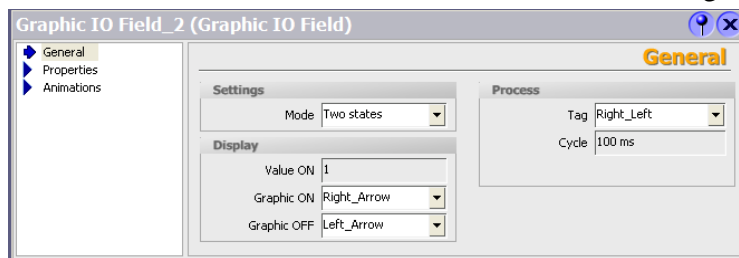 Graphic IO Field_2 (Graphic IO Field)
General
Properties
Animations
General
Settings
Mode Two states
Display
Value ON 1
Graphic ON Right_Arrow
Graphic OFF Left_Arrow
Process
Tag Right_Left
Cycle 100 ms